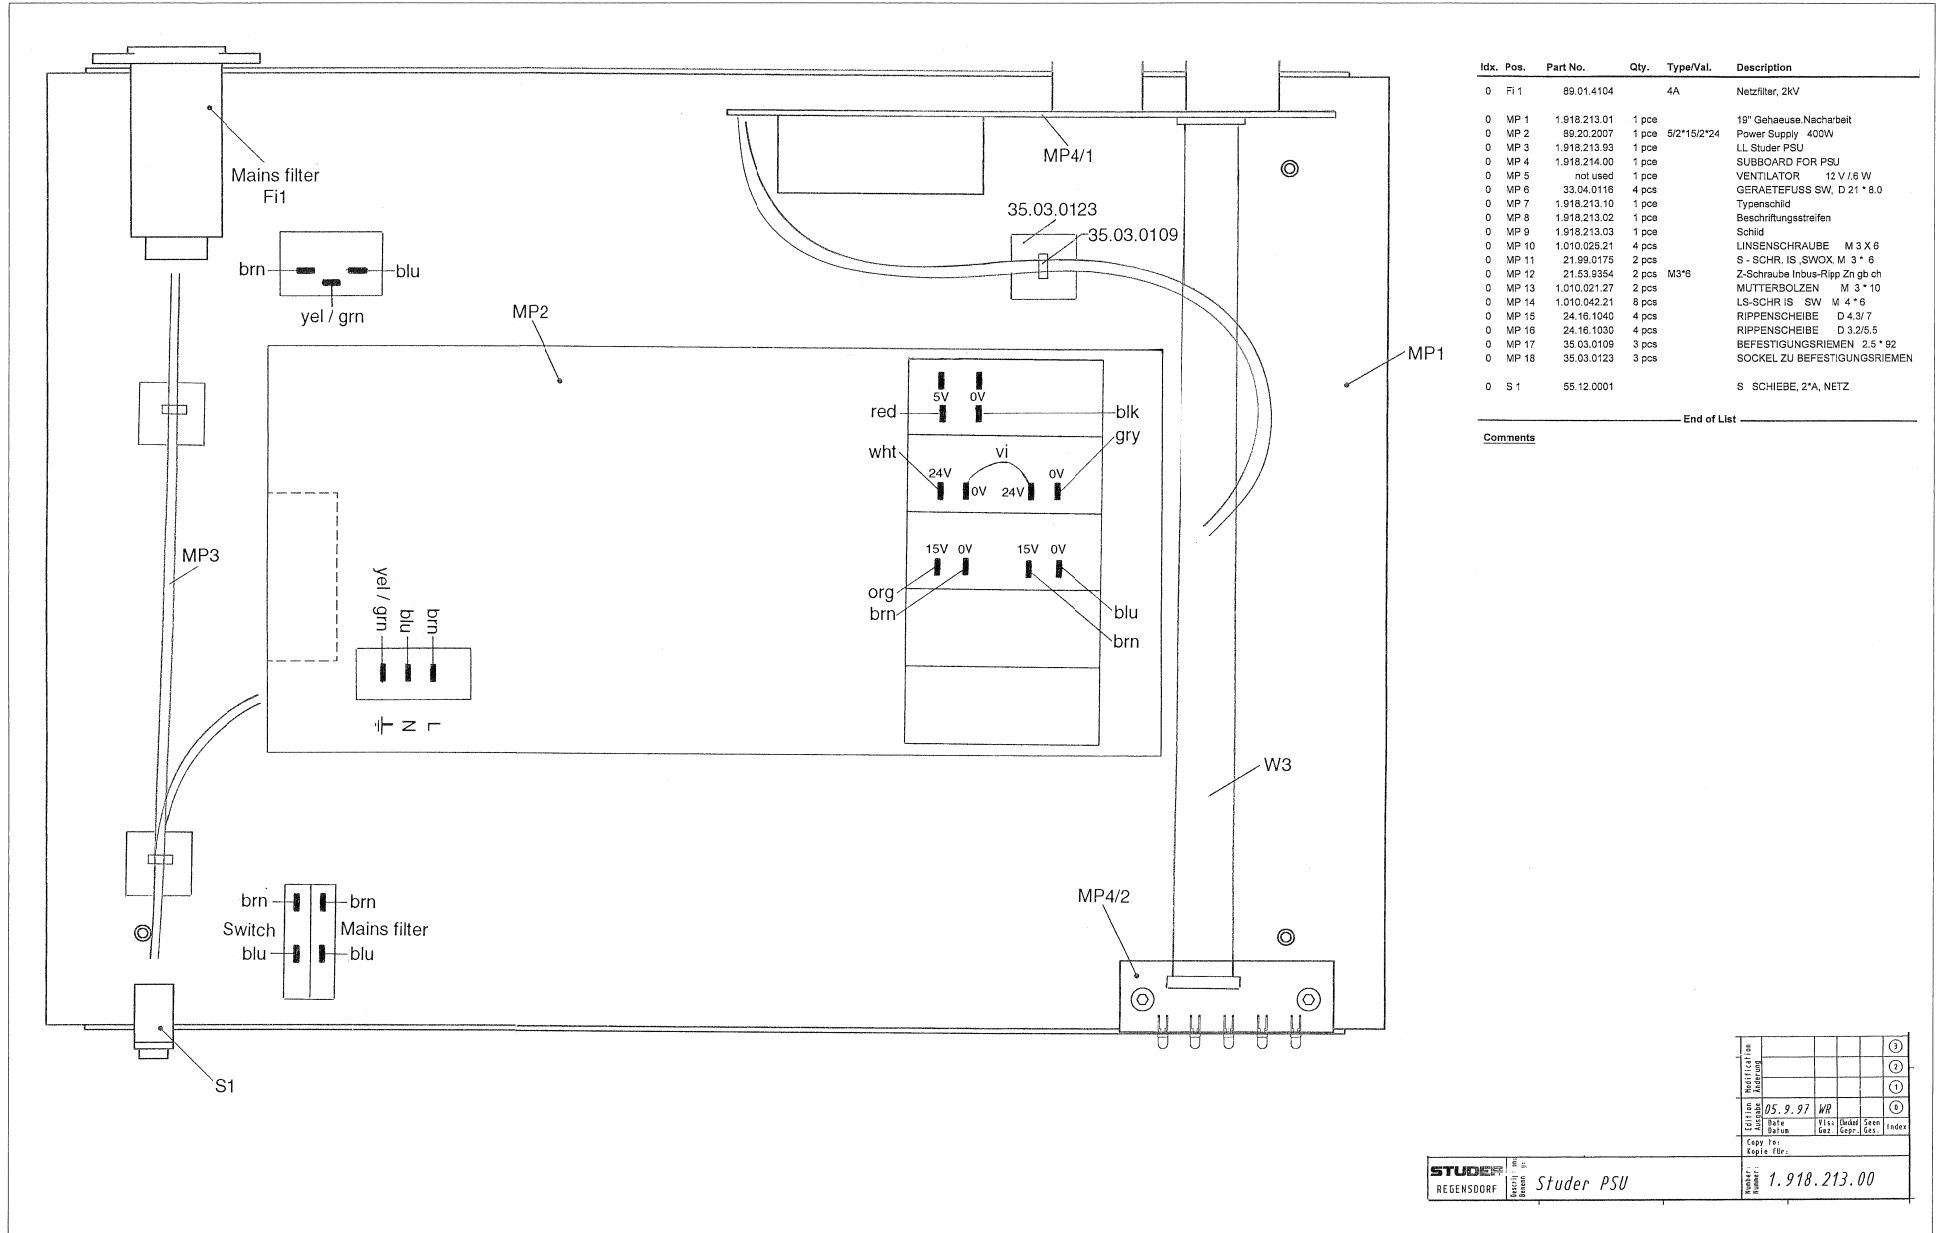 Mains filter
Fi1
brn
blu
yel / grn
MP2
MP4/1
35.03.0123
35.03.0109
MP1
5V 0V
red
blk
gry
wht
vi
24V 0V 24V 0V
15V 0V 15V 0V
org
brn
blu
brn
MP3
yel / grn
blu
brn
N L
W3
MP4/2
brn brn
Switch Mains filter
blu blu
S1
Idx. Pos. Part No. Qty. Type/Val. Description
0 Fi 1 89.01.4104 4A Netzfilter, 2kV
0 MP 1 1.918.213.01 1 pce 19" Gehaeuse.Nacharbeit
0 MP 2 89.20.2007 1 pce 5/2*15/2*24 Power Supply 400W
0 MP 3 1.918.213.93 1 pce LL Studer PSU
0 MP 4 1.918.214.00 1 pce SUBBOARD FOR PSU
0 MP 5 not used 1 pce VENTILATOR 12 V /.6 W
0 MP 6 33.04.0116 4 pcs GERAETEFUSS SW, D 21 * 8.0
0 MP 7 1.918.213.10 1 pce Typenschild
0 MP 8 1.918.213.02 1 pce Beschriftungsstreifen
0 MP 9 1.918.213.03 1 pce Schild
0 MP 10 1.010.025.21 4 pcs LINSENSCHRAUBE M 3 X 6
0 MP 11 21.99.0175 2 pcs S - SCHR. IS ,SWOX. M 3 * 6
0 MP 12 21.53.9354 2 pcs M3*6 Z-Schraube Inbus-Ripp Zn gb ch
0 MP 13 1.010.021.27 2 pcs MUTTERBOLZEN M 3 * 10
0 MP 14 1.010.042.21 8 pcs LS-SCHR IS SW M 4 * 6
0 MP 15 24.16.1040 4 pcs RIPPENSCHEIBE D 4.3/ 7
0 MP 16 24.16.1030 4 pcs RIPPENSCHEIBE D 3.2/5.5
0 MP 17 35.03.0109 3 pcs BEFESTIGUNGSRIEMEN 2.5 * 92
0 MP 18 35.03.0123 3 pcs SOCKEL ZU BEFESTIGUNGSRIEMEN
0 S 1 55.12.0001 S SCHIEBE, 2*A, NETZ
End of List
Comments
Modification
Änderung
3
2
1
Edition
Ausgabe
05.9.97 WR 0
Date Checked Seen Index
Datum Gez. Gepr. Ges.
Copy to:
Kopie für:
STUDER
REGENSDORF
Studer PSU
Number:
Nummer:
1.918.213.00